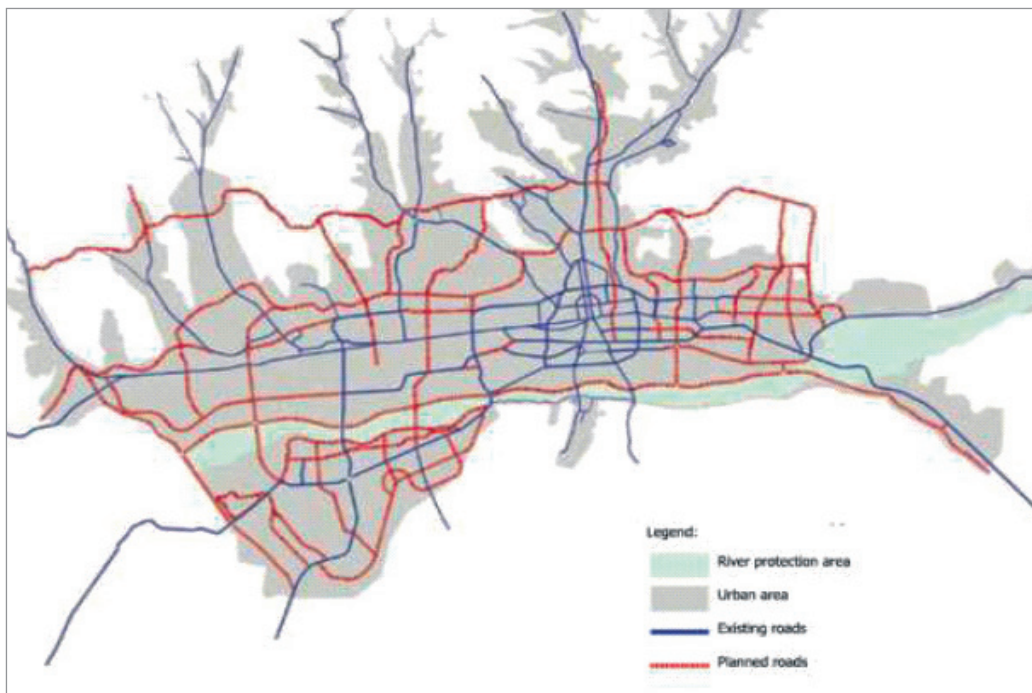 Legend:
River protection area
Urban area
Existing roads
Planned roads